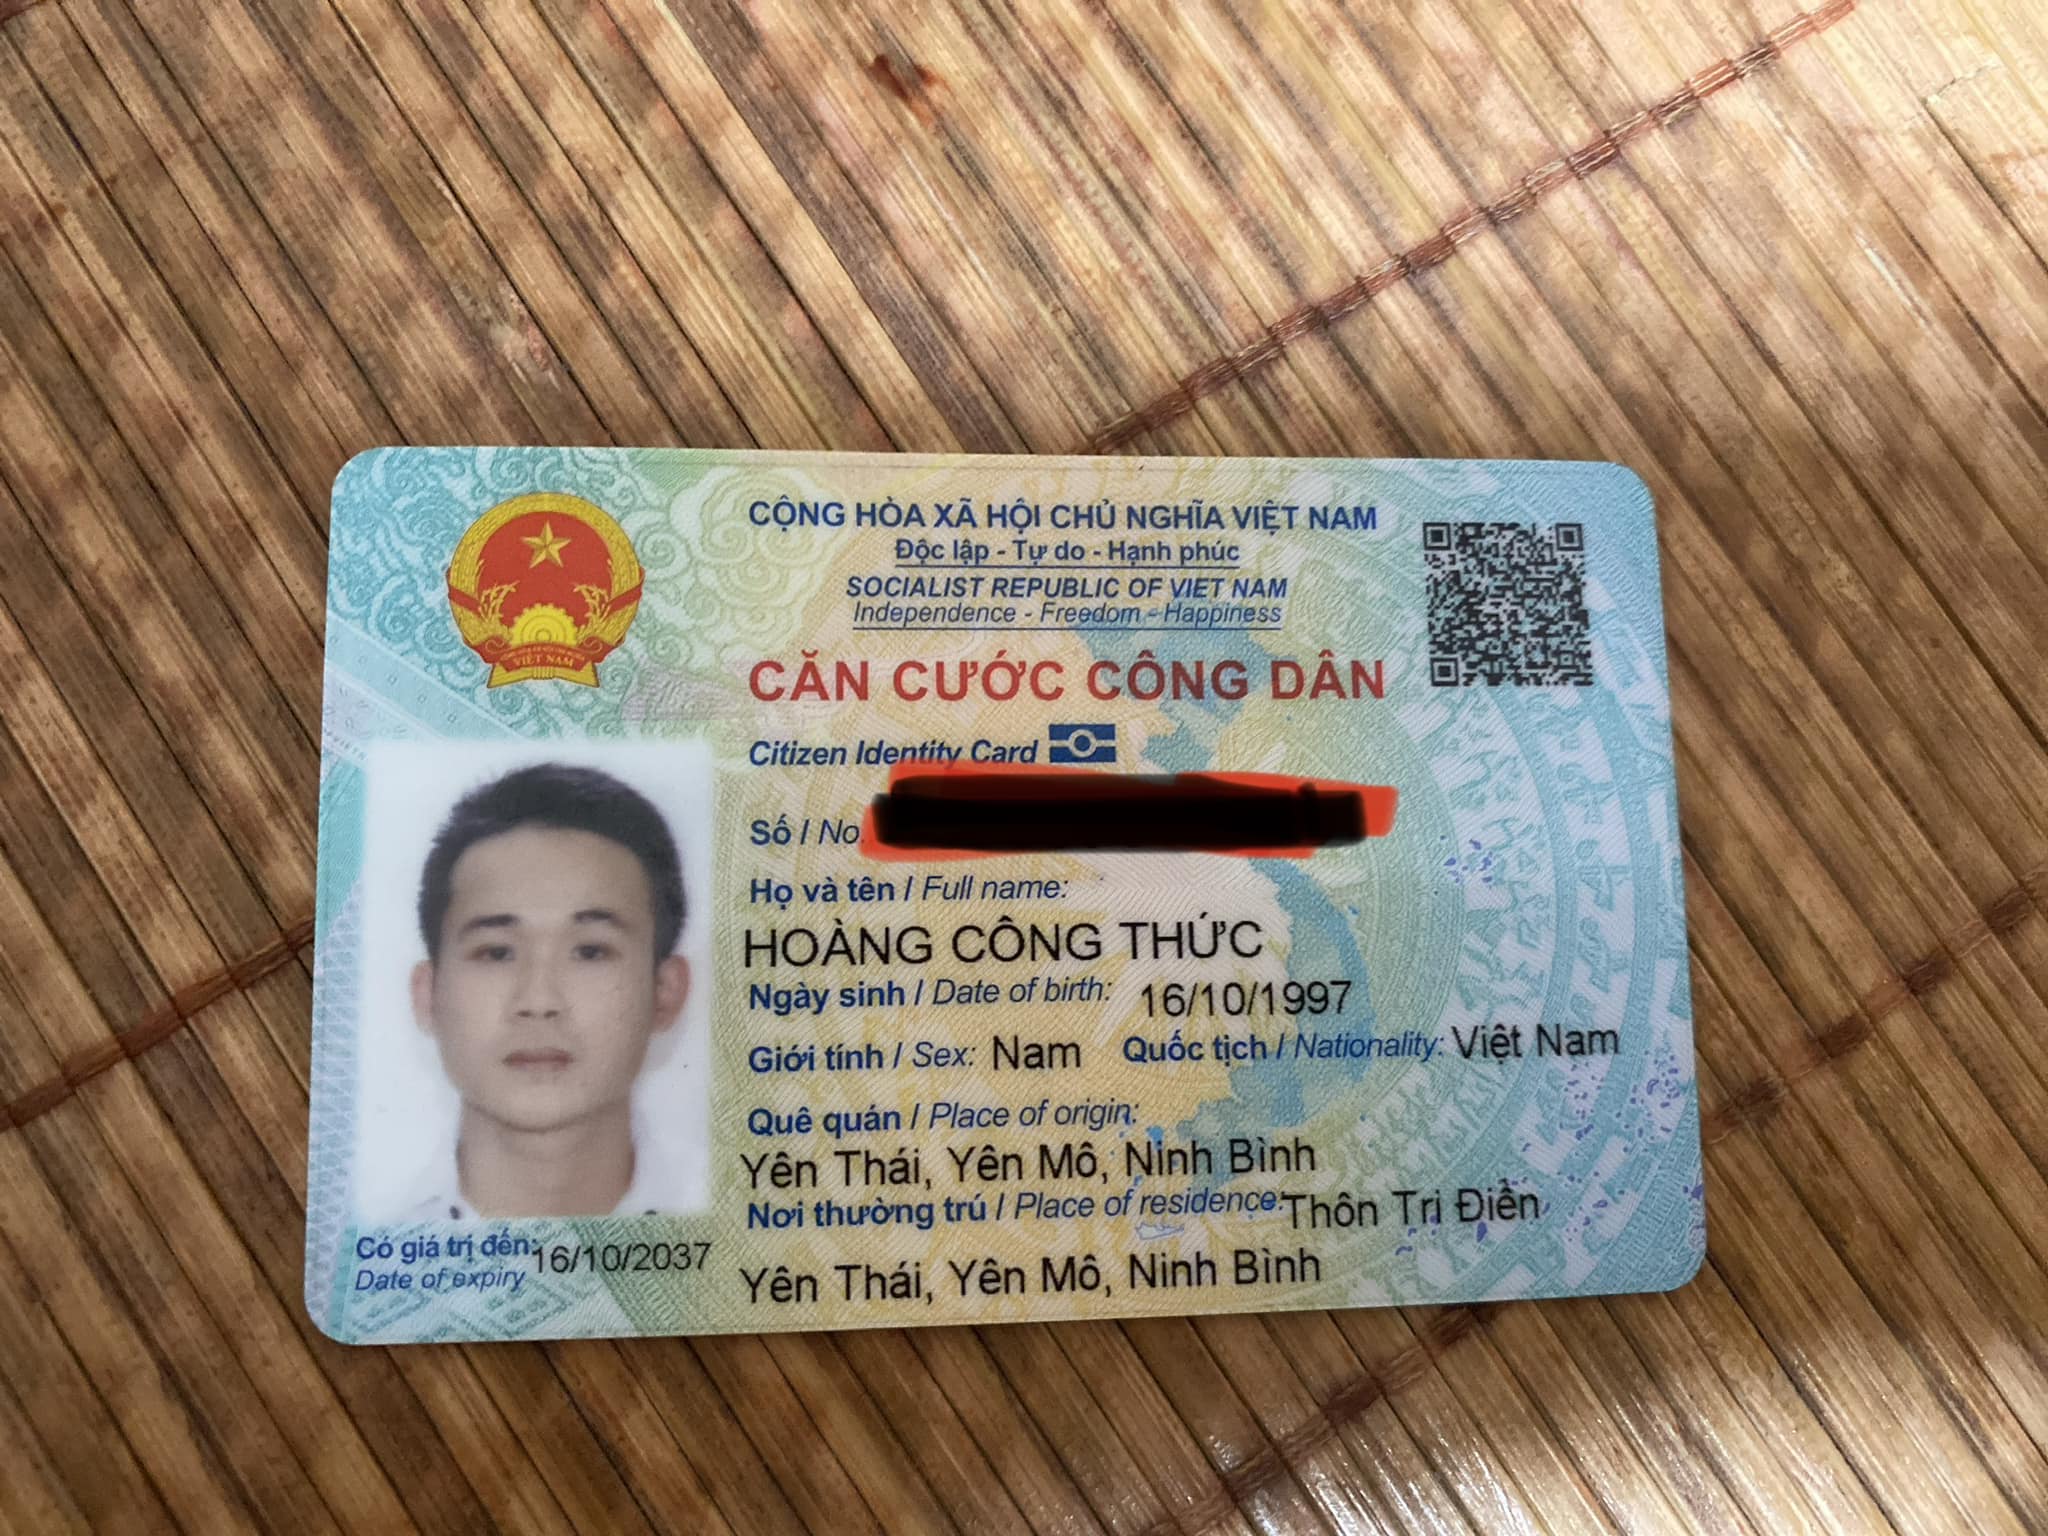 CỘNG HÒA XÃ HỘI CHỦ NGHĨA VIỆT NAM
Độc lập - Tự do - Hạnh phúc
SOCIALIST REPUBLIC OF VIET NAM
Independence - Freedom - Happiness
CĂN CƯỚC CÔNG DÂN
Citizen Identity Card
VIỆT NAM
Số / No.
Họ và tên / Full name:
HOÀNG CÔNG THỨC
Ngày sinh / Date of birth: 16/10/1997
Giới tính / Sex: Nam Quốc tịch / Nationality: Việt Nam
Quê quán / Place of origin:
Yên Thái, Yên Mô, Ninh Bình
Nơi thường trú / Place of residence: Thôn Tri Điền
Yên Thái, Yên Mô, Ninh Bình
Có giá trị đến: 16/10/2037
Date of expiry